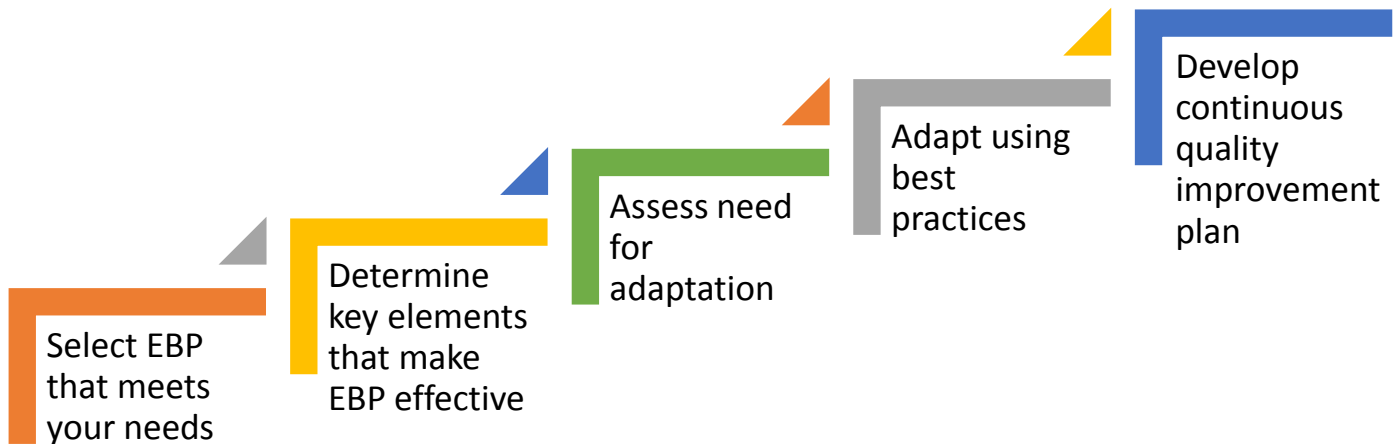 Select EBP
that meets
your needs
Determine
key elements
that make
EBP effective
Assess need
for
adaptation
Adapt using
best
practices
Develop
continuous
quality
improvement
plan